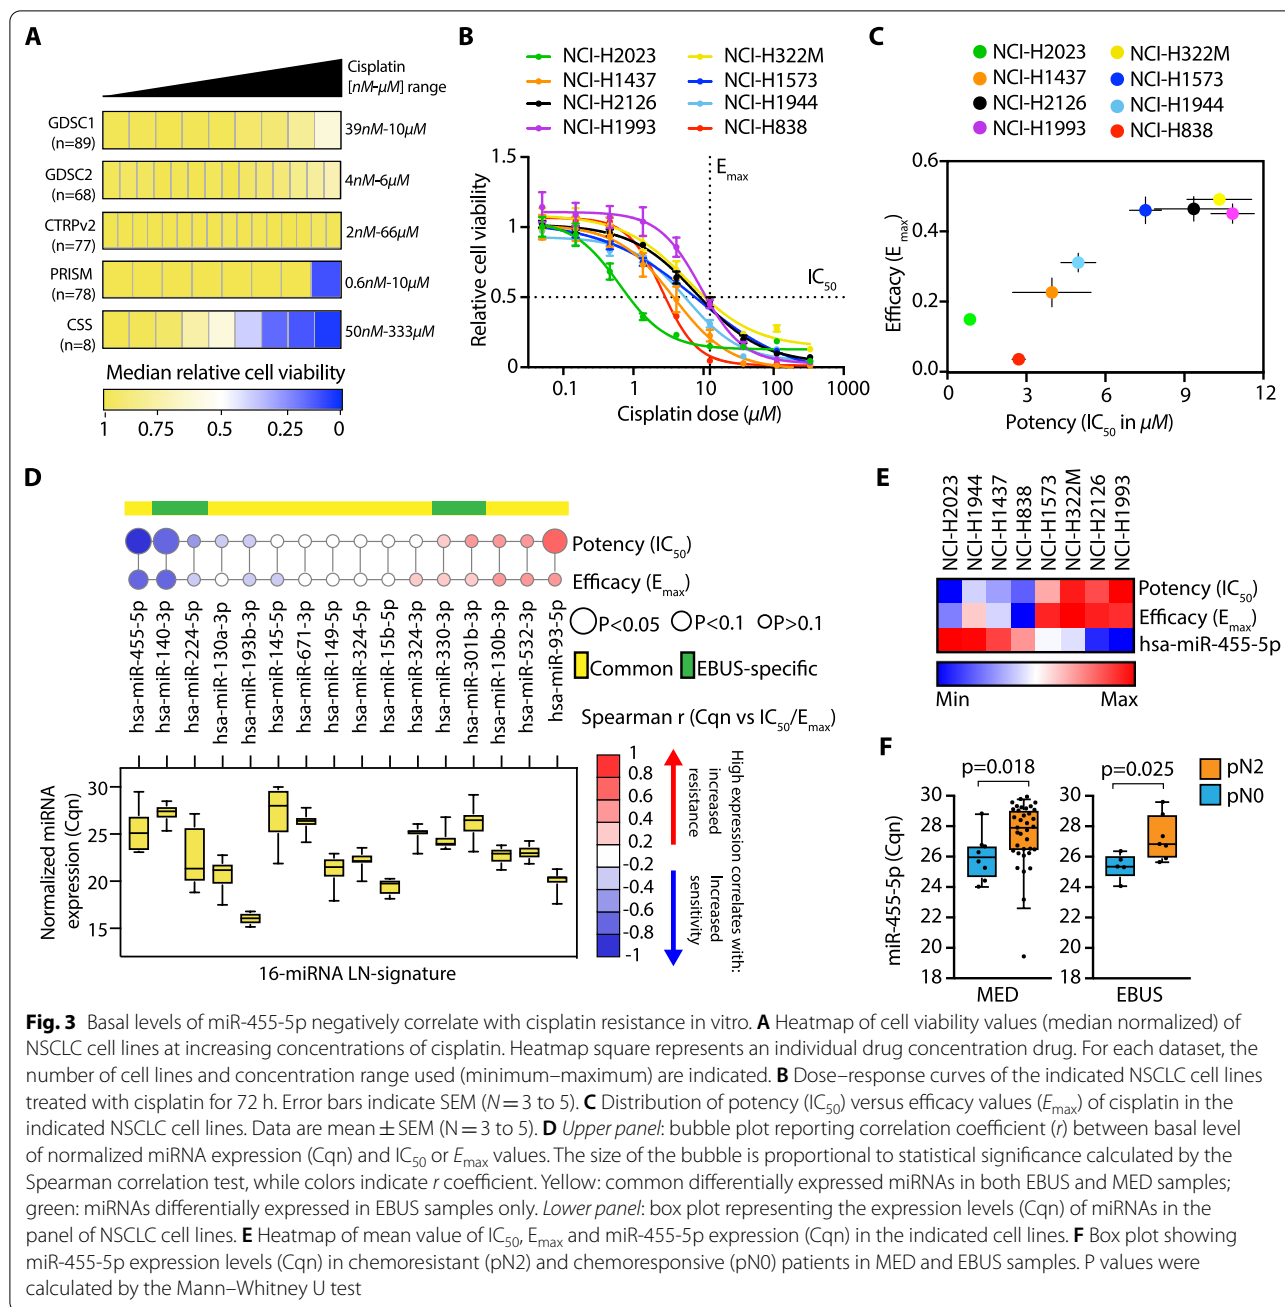 A
Cisplatin
[nM-μM] range
GDSC1
(n=89)
39nM-10μM
GDSC2
(n=68)
4nM-6μM
CTRPv2
(n=77)
2nM-66μM
PRISM
(n=78)
0.6nM-10μM
CSS
(n=8)
50nM-333μM
Median relative cell viability
1 0.75 0.5 0.25 0
B
NCI-H2023 NCI-H322M
NCI-H1437 NCI-H1573
NCI-H2126 NCI-H1944
NCI-H1993 NCI-H838
Relative cell viability
1.5
1
0.5
0
Emax
IC50
0.1 1 10 11 100 1000
Cisplatin dose (μM)
C
NCI-H2023 NCI-H322M
NCI-H1437 NCI-H1573
NCI-H2126 NCI-H1944
NCI-H1993 NCI-H838
Efficacy (Emax)
0.6
0.4
0.2
0.0
3 6 9 12
Potency (IC50 in μM)
D
Potency (IC50)
Efficacy (Emax)
hsa-miR-455-5p
hsa-miR-140-3p
hsa-miR-224-5p
hsa-miR-130a-3p
hsa-miR-193b-3p
hsa-miR-145-5p
hsa-miR-671-3p
hsa-miR-149-5p
hsa-miR-324-5p
hsa-miR-15b-5p
hsa-miR-324-3p
hsa-miR-330-3p
hsa-miR-301b-3p
hsa-miR-130b-3p
hsa-miR-532-3p
hsa-miR-93-5p
P<0.05 P<0.1 P>0.1
Common EBUS-specific
Spearman r (Cqn vs IC50/Emax)
Normalized miRNA
expression (Cqn)
30
25
20
15
16-miRNA LN-signature
1
0.8
0.6
0.4
0.2
-0.2
-0.4
-0.6
-0.8
-1
increased
resistance
Increased
sensitivity
High expression correlates with:
E
NCI-H2023
NCI-H1944
NCI-H1437
NCI-H838
NCI-H1573
NCI-H322M
NCI-H2126
NCI-H1993
Potency (IC50)
Efficacy (Emax)
hsa-miR-455-5p
Min Max
F
p=0.018 p=0.025
pN2
pN0
miR-455-5p (Cqn)
30 30
28 28
26 26
24 24
22 22
20 20
18 18
MED EBUS
Fig. 3 Basal levels of miR-455-5p negatively correlate with cisplatin resistance in vitro. A Heatmap of cell viability values (median normalized) of
NSCLC cell lines at increasing concentrations of cisplatin. Heatmap square represents an individual drug concentration drug. For each dataset, the
number of cell lines and concentration range used (minimum–maximum) are indicated. B Dose–response curves of the indicated NSCLC cell lines
treated with cisplatin for 72 h. Error bars indicate SEM (N = 3 to 5). C Distribution of potency (IC50) versus efficacy values (Emax) of cisplatin in the
indicated NSCLC cell lines. Data are mean ± SEM (N = 3 to 5). D Upper panel: bubble plot reporting correlation coefficient (r) between basal level
of normalized miRNA expression (Cqn) and IC50 or Emax values. The size of the bubble is proportional to statistical significance calculated by the
Spearman correlation test, while colors indicate r coefficient. Yellow: common differentially expressed miRNAs in both EBUS and MED samples;
green: miRNAs differentially expressed in EBUS samples only. Lower panel: box plot representing the expression levels (Cqn) of miRNAs in the
panel of NSCLC cell lines. E Heatmap of mean value of IC50, Emax and miR-455-5p expression (Cqn) in the indicated cell lines. F Box plot showing
miR-455-5p expression levels (Cqn) in chemoresistant (pN2) and chemoresponsive (pN0) patients in MED and EBUS samples. P values were
calculated by the Mann–Whitney U test